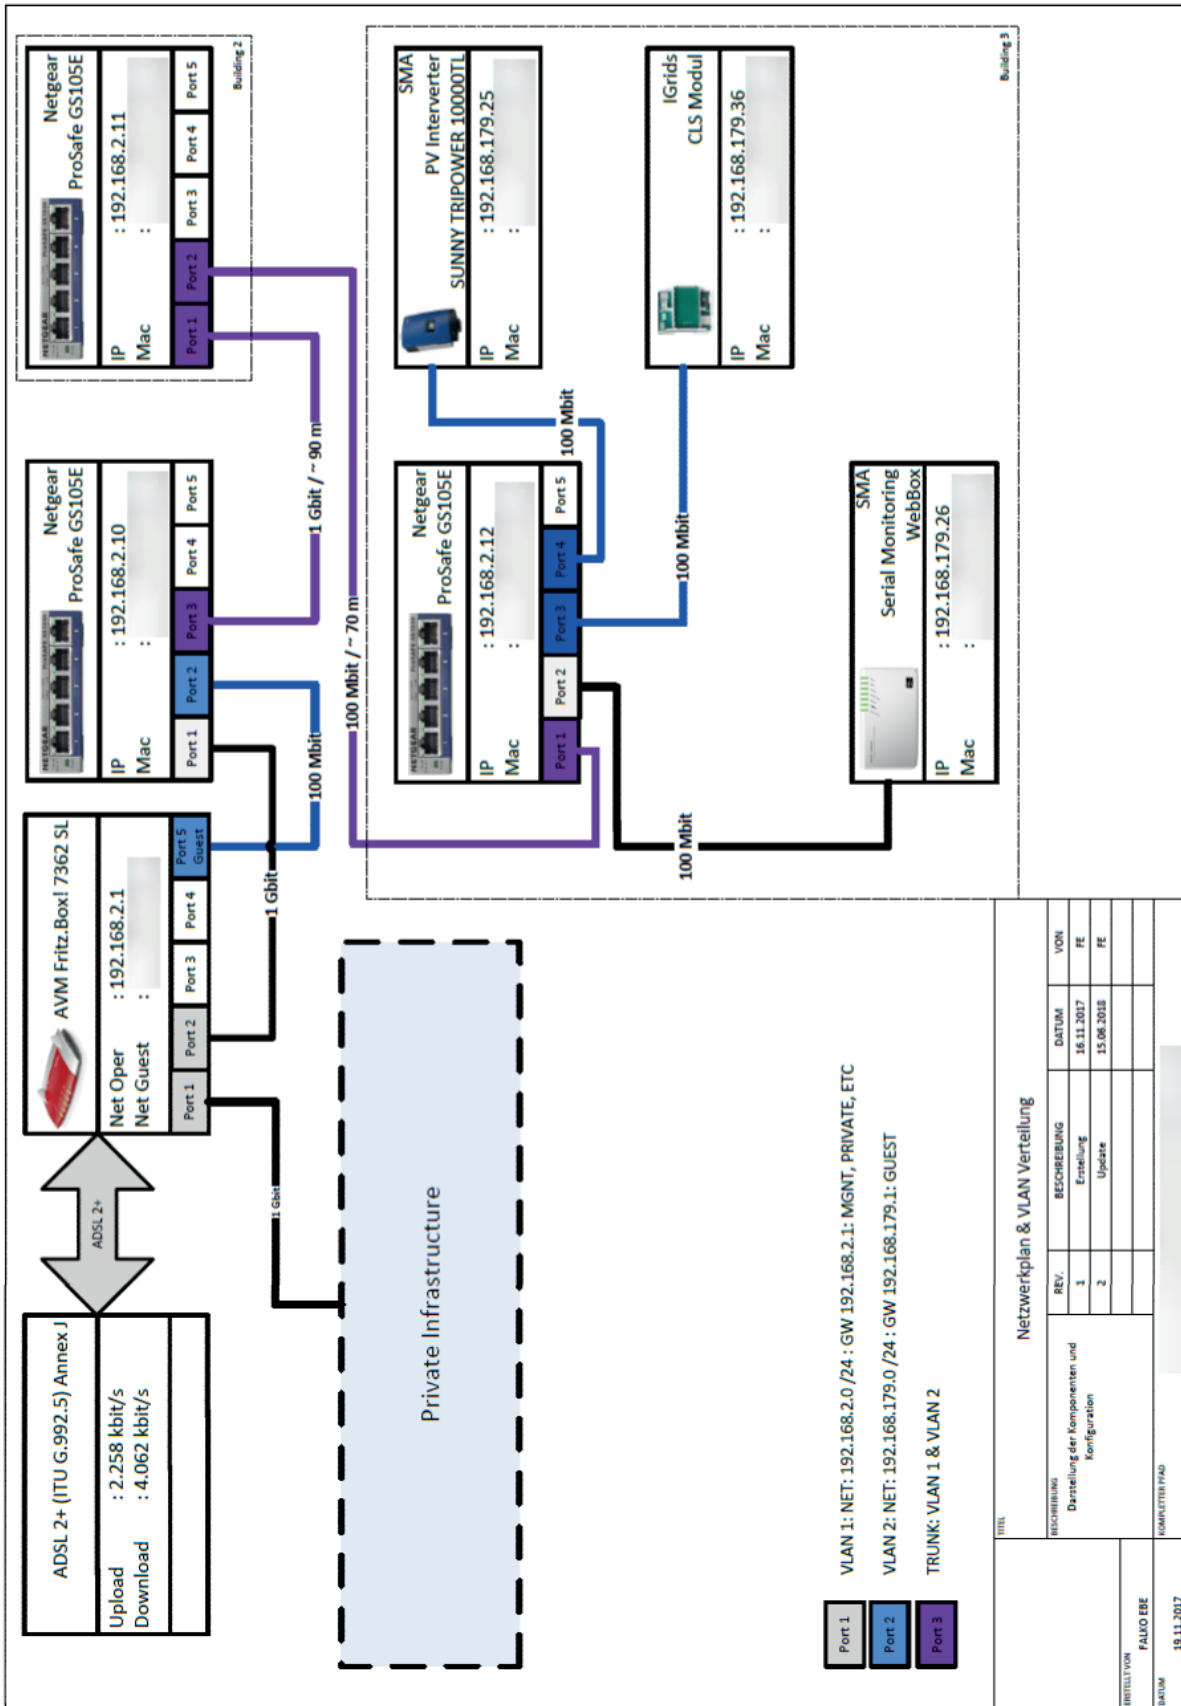 ADSL 2+ (ITU G.992.5) Annex J
Upload : 2.258 kbit/s
Download : 4.062 kbit/s
ADSL 2+
AVM Fritz.Box! 7362 SL
Net Oper : 192.168.2.1
Net Guest :
Port 1 Port 2 Port 3 Port 4 Port 5 Guest
1 Gbit
1 Gbit
100 Mbit
NETGEAR
Netgear
ProSafe GS105E
IP : 192.168.2.10
Mac :
Port 1 Port 2 Port 3 Port 4 Port 5
1 Gbit / ~ 90 m
NETGEAR
Netgear
ProSafe GS105E
IP : 192.168.2.11
Mac :
Port 1 Port 2 Port 3 Port 4 Port 5
Building 2
100 Mbit / ~ 70 m
Private Infrastructure
NETGEAR
Netgear
ProSafe GS105E
IP : 192.168.2.12
Mac :
Port 1 Port 2 Port 3 Port 4 Port 5
100 Mbit
100 Mbit
100 Mbit
SMA
PV Interverter
SUNNY TRIPOWER 10000TL
IP : 192.168.179.25
Mac :
IGrids
CLS Modul
IP : 192.168.179.36
Mac :
SMA
Serial Monitoring
WebBox
IP : 192.168.179.26
Mac :
Building 3
Port 1 VLAN 1: NET: 192.168.2.0 /24 : GW 192.168.2.1: MGNT, PRIVATE, ETC
Port 2 VLAN 2: NET: 192.168.179.0 /24 : GW 192.168.179.1: GUEST
Port 3 TRUNK: VLAN 1 & VLAN 2
TITEL
Netzwerkplan & VLAN Verteilung
BESCHREIBUNG
Darstellung der Komponenten und
Konfiguration
REV. BESCHREIBUNG DATUM VON
1 Erstellung 16.11.2017 FE
2 Update 15.06.2018 FE
ERSTELLT VON
FALKO EBE
DATUM
19.11.2017
KOMPLETTER PFAD